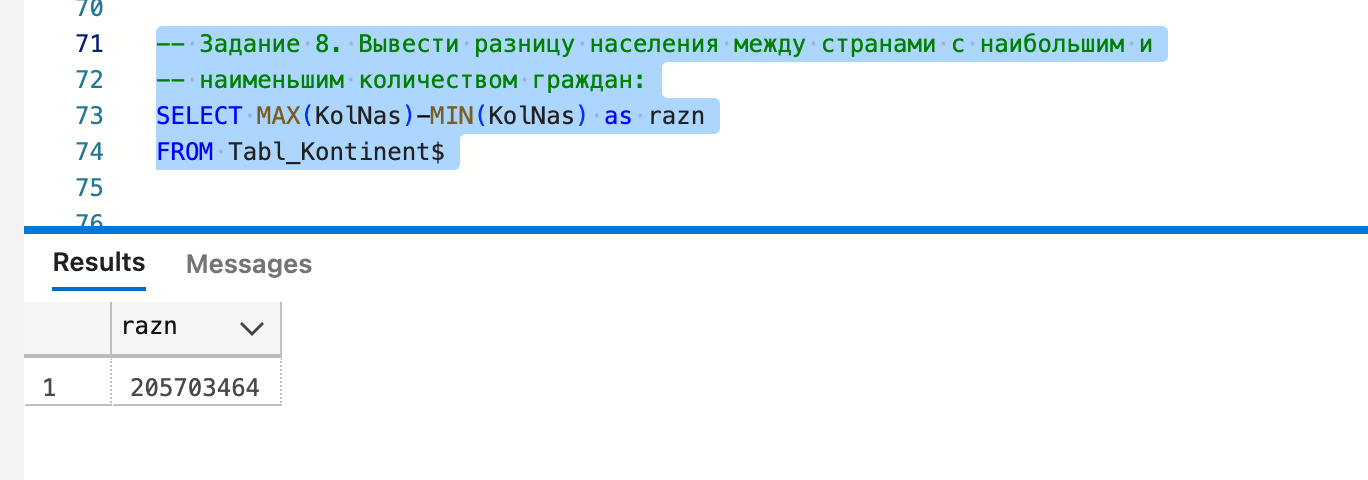 70
71 -- Задание 8. Вывести разницу населения между странами с наибольшим и
72 -- наименьшим количеством граждан:
73 SELECT MAX(KolNas)-MIN(KolNas) as razn
74 FROM Tabl_Kontinent$
75
76
Results Messages
razn
1 205703464